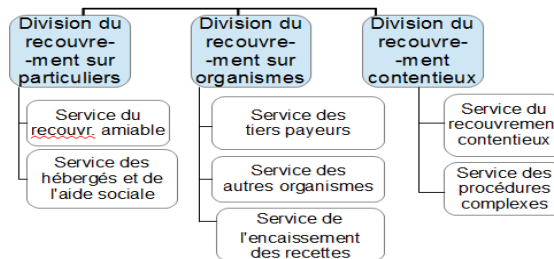 Division du
recouvre-
-ment sur
particuliers
Service du
recouvr. amiable
Service des
hébergés et de
l'aide sociale
Division du
recouvre-
-ment sur
organismes
Service des
tiers payeurs
Service des
autres organismes
Service de
l'encaissement
des recettes
Division du
recouvre-
-ment
contentieux
Service du
recouvrement
contentieux
Service des
procédures
complexes